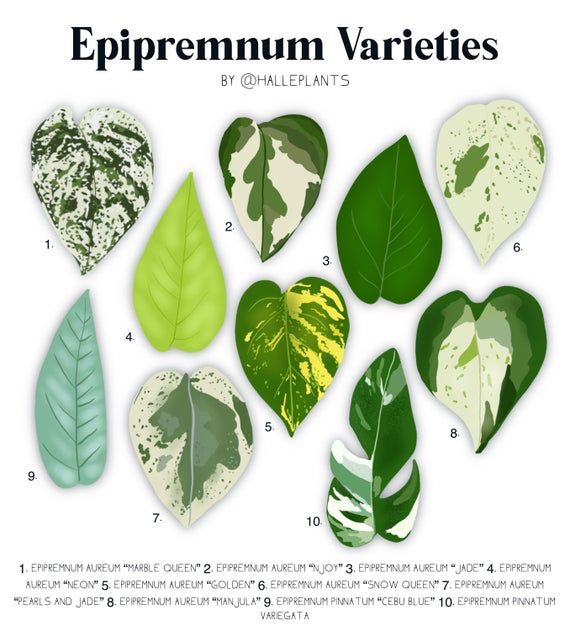 Epipremnum Varieties
BY @HALLEPLANTS
1.
2.
3.
6.
4.
5.
8.
9.
7.
10.
1. EPIPREMNUM AUREUM “MARBLE QUEEN” 2. EPIPREMNUM AUREUM “NJOY” 3. EPIPREMNUM AUREUM “JADE” 4. EPIPREMNUM
AUREUM “NEON” 5. EPIPREMNUM AUREUM “GOLDEN” 6. EPIPREMNUM AUREUM “SNOW QUEEN” 7. EPIPREMNUM AUREUM
“PEARLS AND JADE” 8. EPIPREMNUM AUREUM “MANJULA” 9. EPIPREMNUM PINNATUM “CEBU BLUE” 10. EPIPREMNUM PINNATUM
VARIEGATA